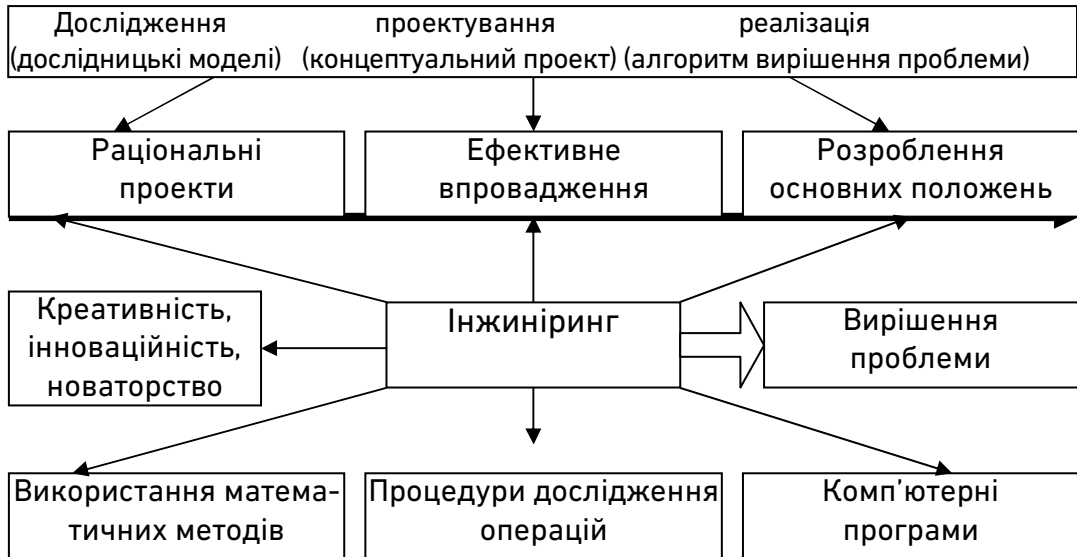 Дослідження проектування реалізація
(дослідницькі моделі) (концептуальний проект) (алгоритм вирішення проблеми)
Раціональні
проекти
Ефективне
впровадження
Розроблення
основних положень
Креативність,
інноваційність,
новаторство
Інжиніринг
Вирішення
проблеми
Використання матема-
тичних методів
Процедури дослідження
операцій
Комп’ютерні
програми